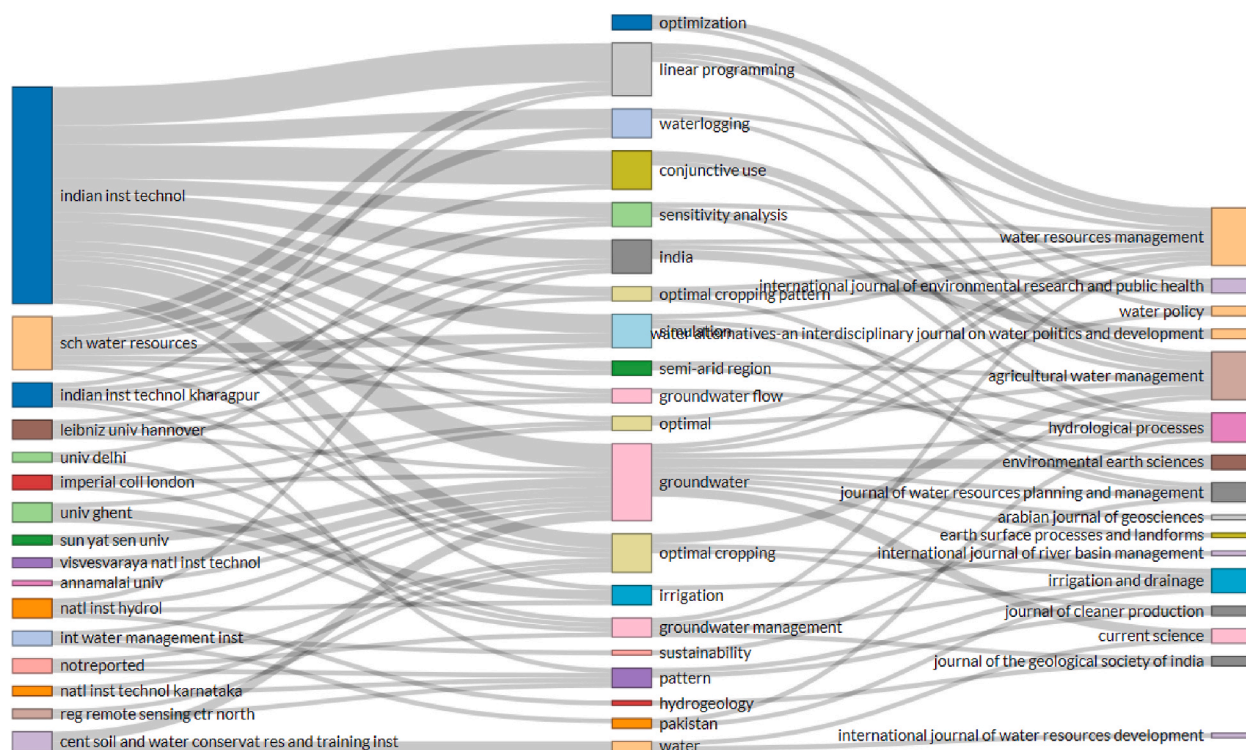 indian inst technol
sch water resources
indian inst technol kharagpur
leibniz univ hannover
univ delhi
imperial coll london
univ ghent
sun yat sen univ
visvesvaraya natl inst technol
annamalai univ
natl inst hydrol
int water management inst
notreported
natl inst technol karnataka
reg remote sensing ctr north
cent soil and water conservat res and training inst
optimization
linear programming
waterlogging
conjunctive use
sensitivity analysis
india
optimal cropping pattern
simulation
semi-arid region
groundwater flow
optimal
groundwater
optimal cropping
irrigation
groundwater management
sustainability
pattern
hydrogeology
pakistan
water
water resources management
international journal of environmental research and public health
water policy
water alternatives-an interdisciplinary journal on water politics and development
agricultural water management
hydrological processes
environmental earth sciences
journal of water resources planning and management
arabian journal of geosciences
earth surface processes and landforms
international journal of river basin management
irrigation and drainage
journal of cleaner production
current science
journal of the geological society of india
international journal of water resources development